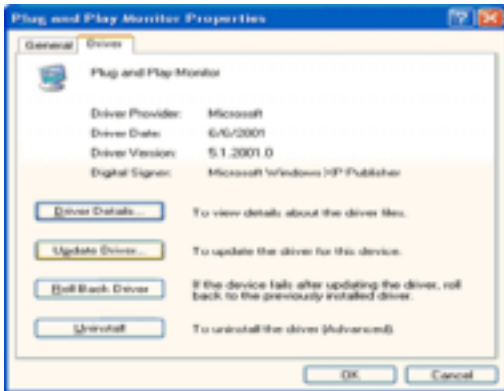 Plug and Play Monitor Properties
General Driver
Plug and Play Monitor
Driver Provider: Microsoft
Driver Date: 6/6/2001
Driver Version: 5.1.2001.0
Digital Signer: Microsoft Windows XP Publisher
Driver Details... To view details about the driver files.
Update Driver... To update the driver for this device.
Roll Back Driver If the device fails after updating the driver, roll
back to the previously installed driver.
Uninstall To uninstall the driver (Advanced).
OK Cancel